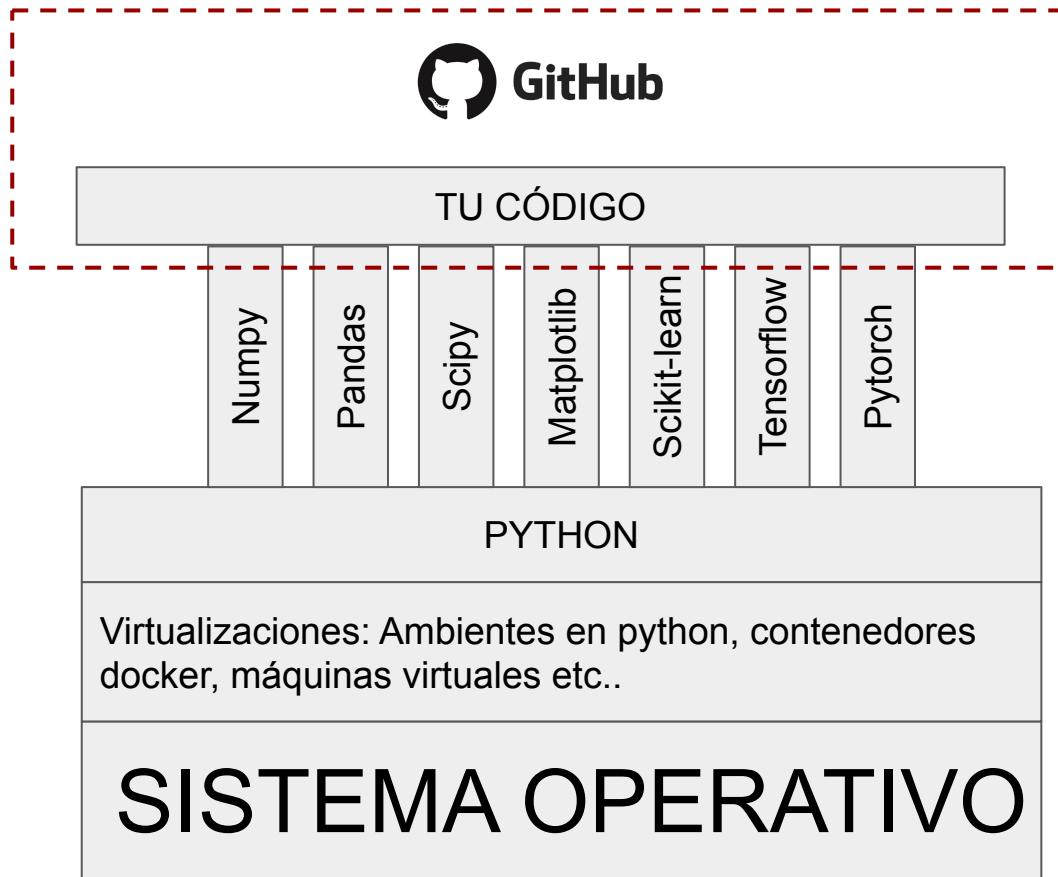 GitHub
TU CÓDIGO
Numpy
Pandas
Scipy
Matplotlib
Scikit-learn
Tensorflow
Pytorch
PYTHON
Virtualizaciones: Ambientes en python, contenedores
docker, máquinas virtuales etc..
SISTEMA OPERATIVO